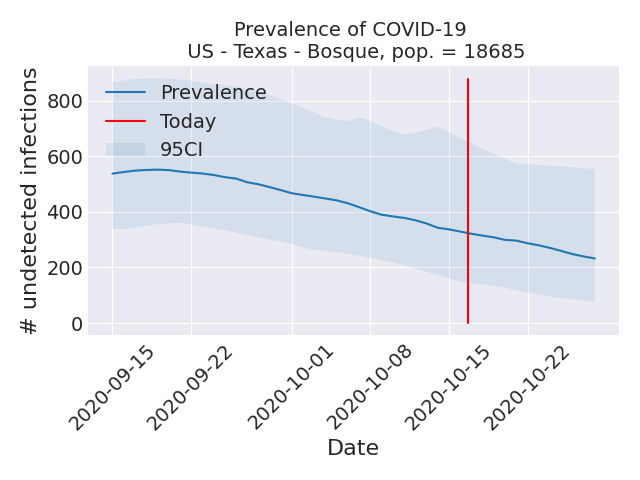 Prevalence of COVID-19
US - Texas - Bosque, pop. = 18685
# undetected infections
800
600
400
200
0
Prevalence
Today
95CI
2020-09-15
2020-09-22
2020-10-01
2020-10-08
2020-10-15
2020-10-22
Date